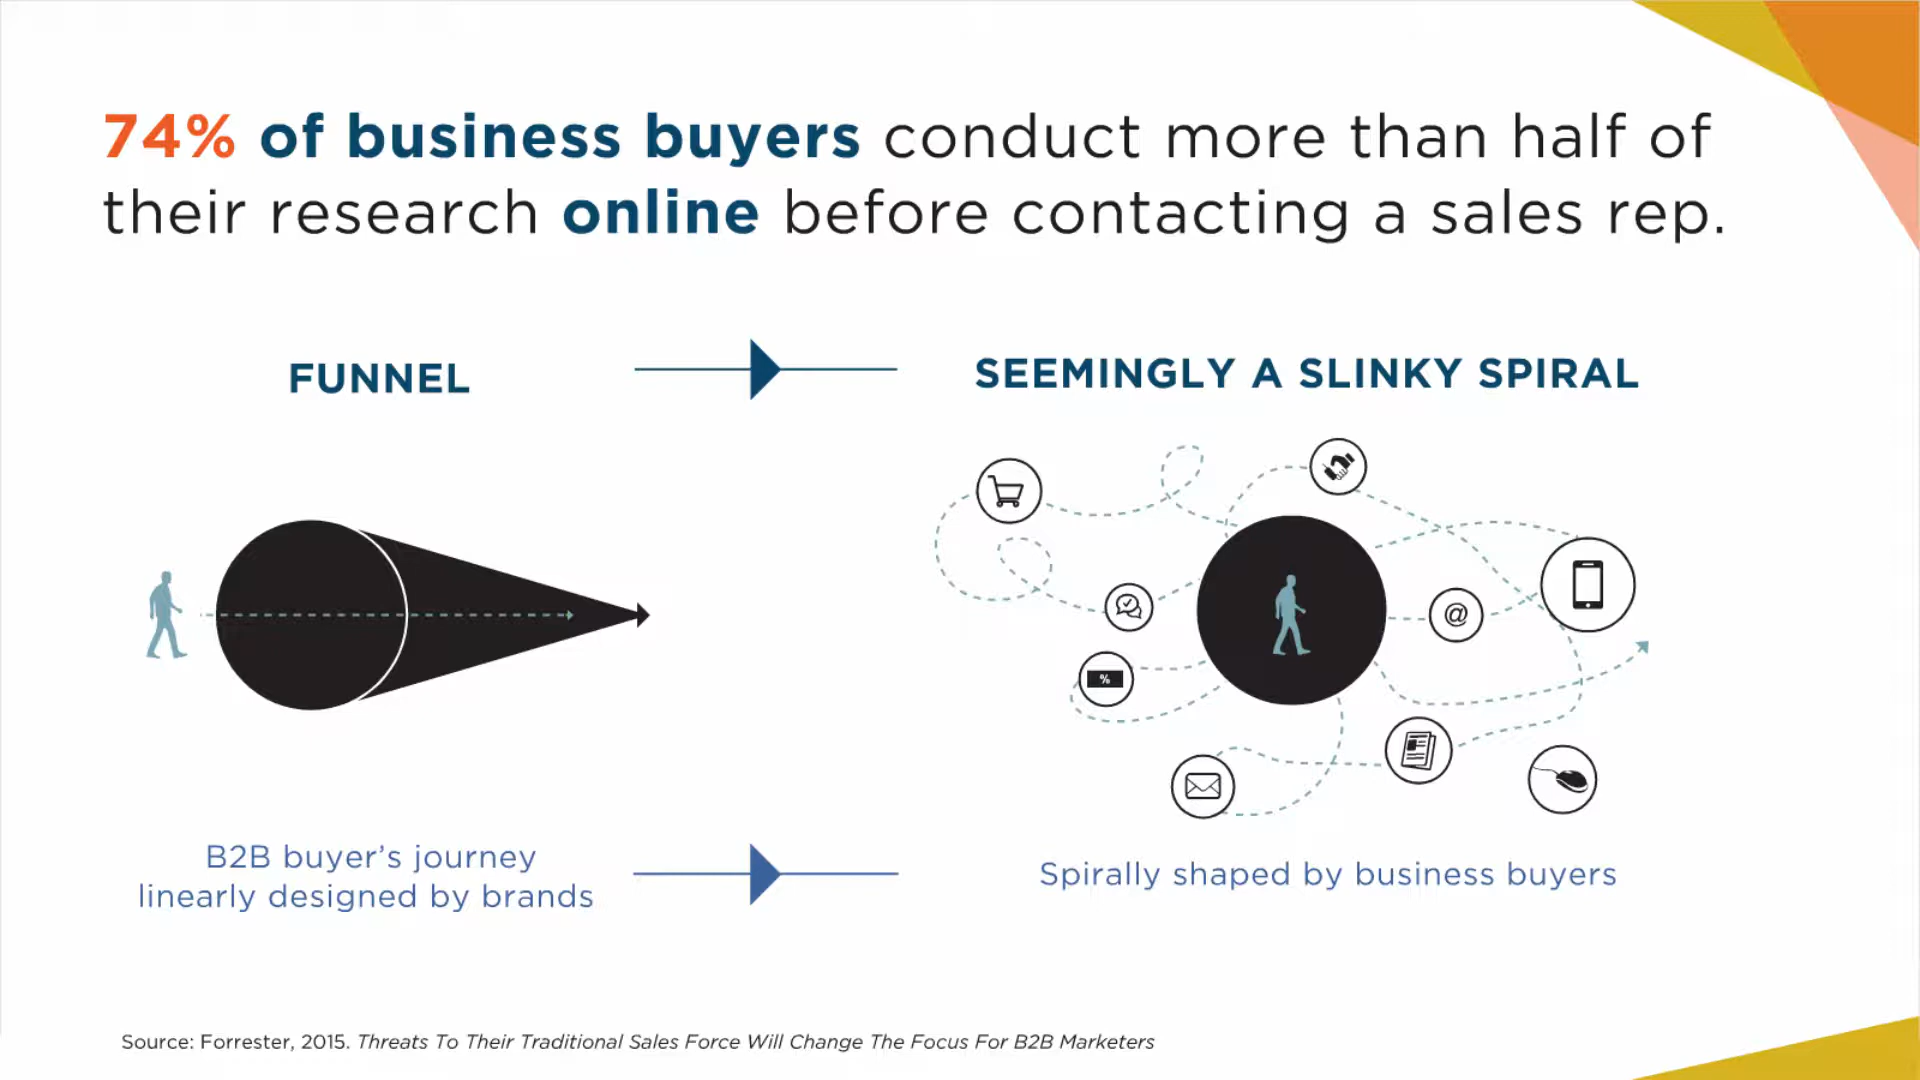 74% of business buyers conduct more than half of
their research online before contacting a sales rep.
FUNNEL
SEEMINGLY A SLINKY SPIRAL
@
%
B2B buyer’s journey
linearly designed by brands
Spirally shaped by business buyers
Source: Forrester, 2015. Threats To Their Traditional Sales Force Will Change The Focus For B2B Marketers